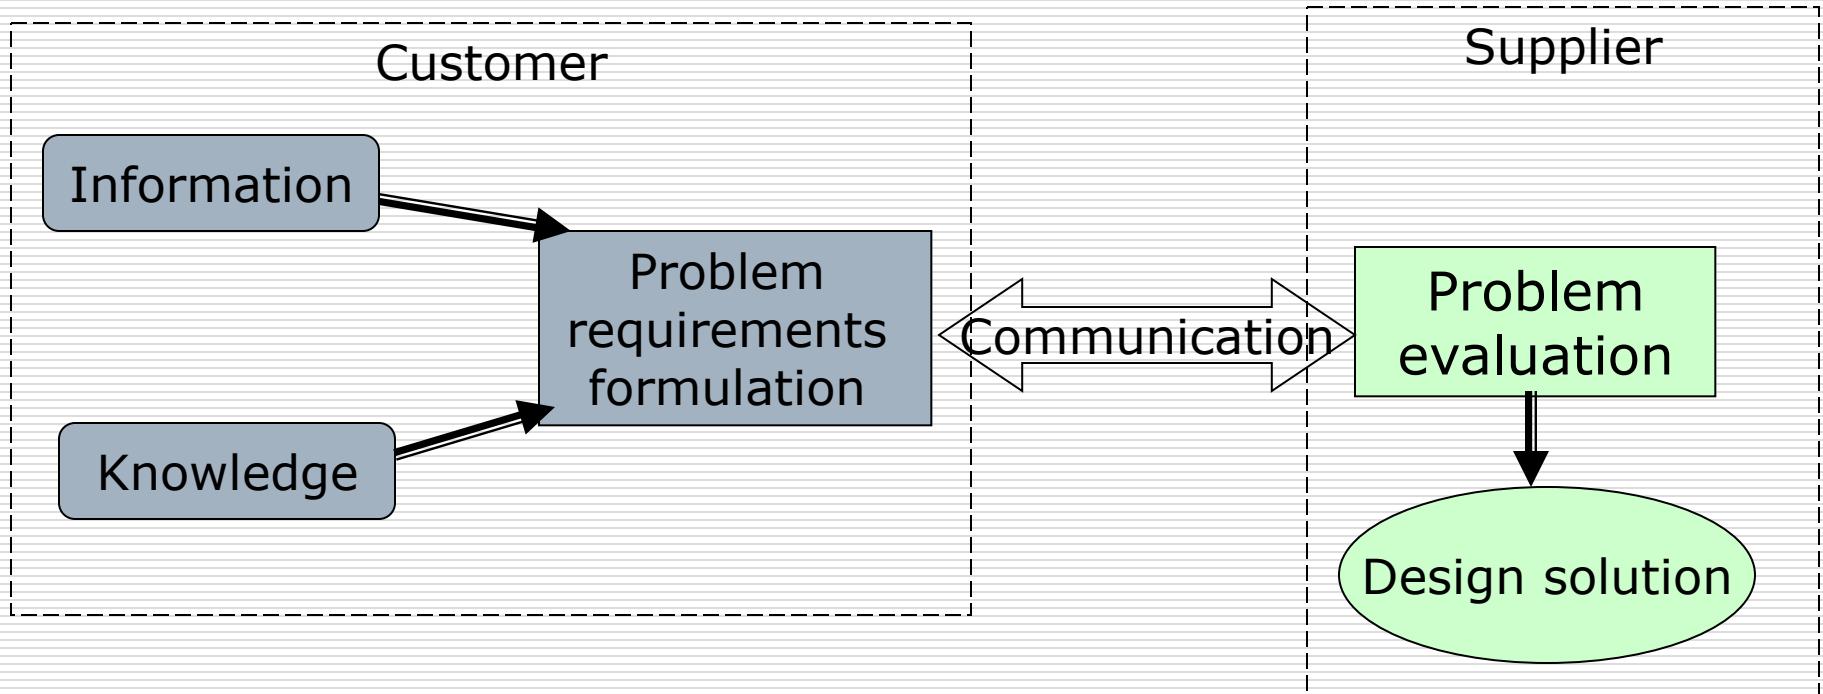 Customer
Information
Knowledge
Problem
requirements
formulation
Communication
Supplier
Problem
evaluation
Design solution